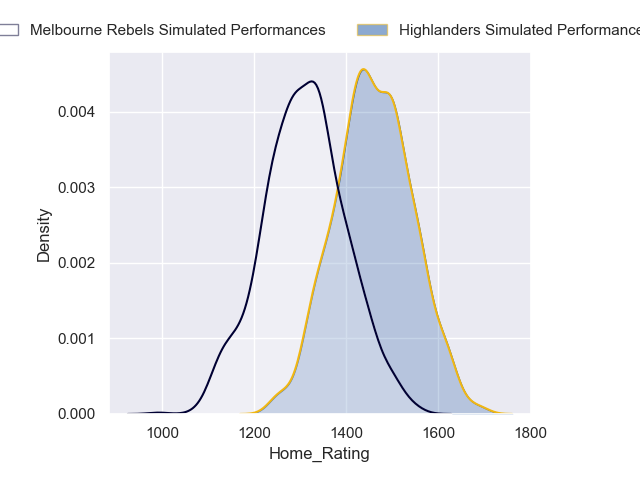 Melbourne Rebels Simulated Performances
Highlanders Simulated Performance
0.004
0.003
0.002
0.001
0.000
Density
1000 1200 1400 1600 1800
Home_Rating